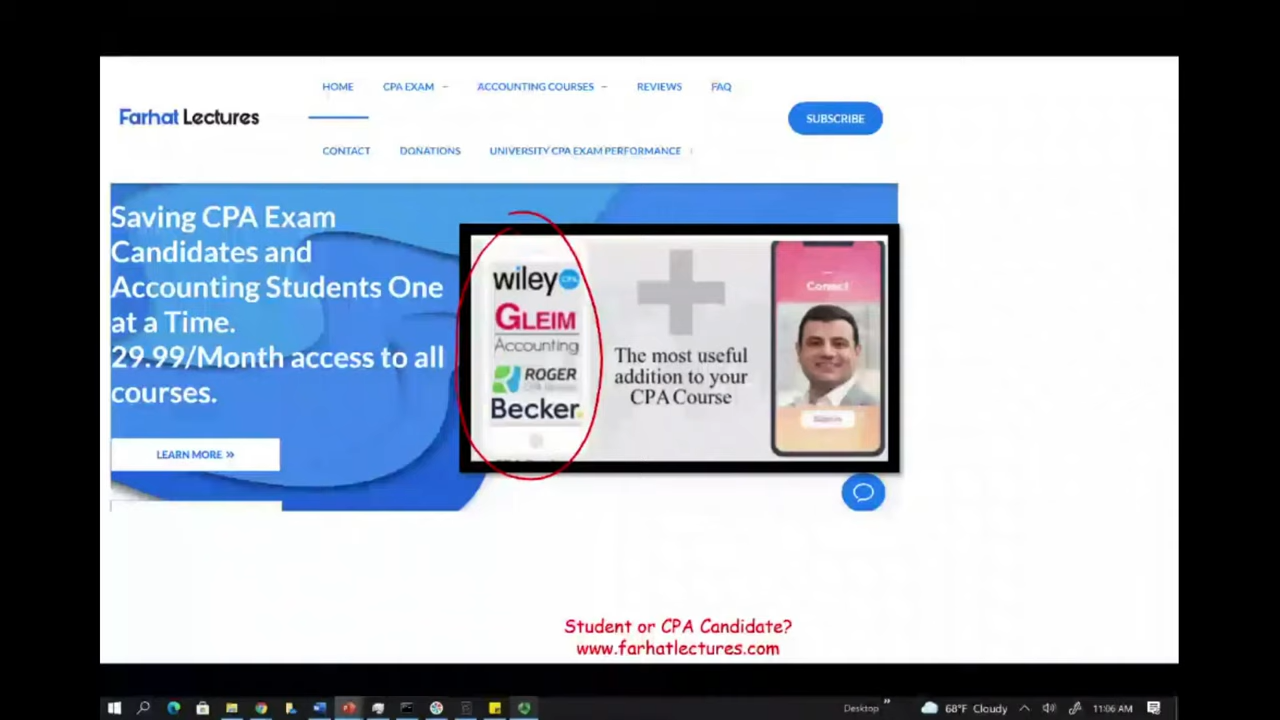 HOME
CPA EXAM
ACCOUNTING COURSES
REVIEWS
FAQ
Farhat Lectures
SUBSCRIBE
CONTACT
DONATIONS
UNIVERSITY CPA EXAM PERFORMANCE
Saving CPA Exam
Candidates and
Accounting Students One
at a Time.
29.99/Month access to all
courses.
LEARN MORE »
wiley CPA
GLEIM
Accounting
ROGER
Becker.
The most useful
addition to your
CPA Course
Connect
Student or CPA Candidate?
www.farhatlectures.com
Desktop
68°F Cloudy
11:06 AM